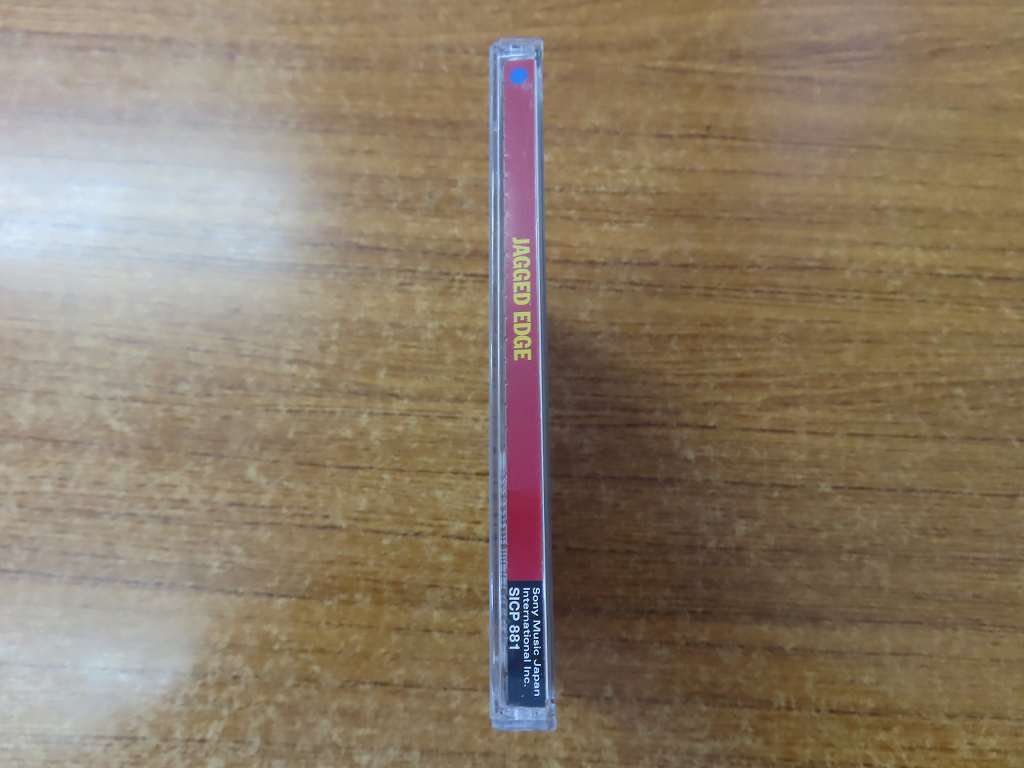 JAGGED EDGE
Sony Music Japan
International Inc.
SICP 881